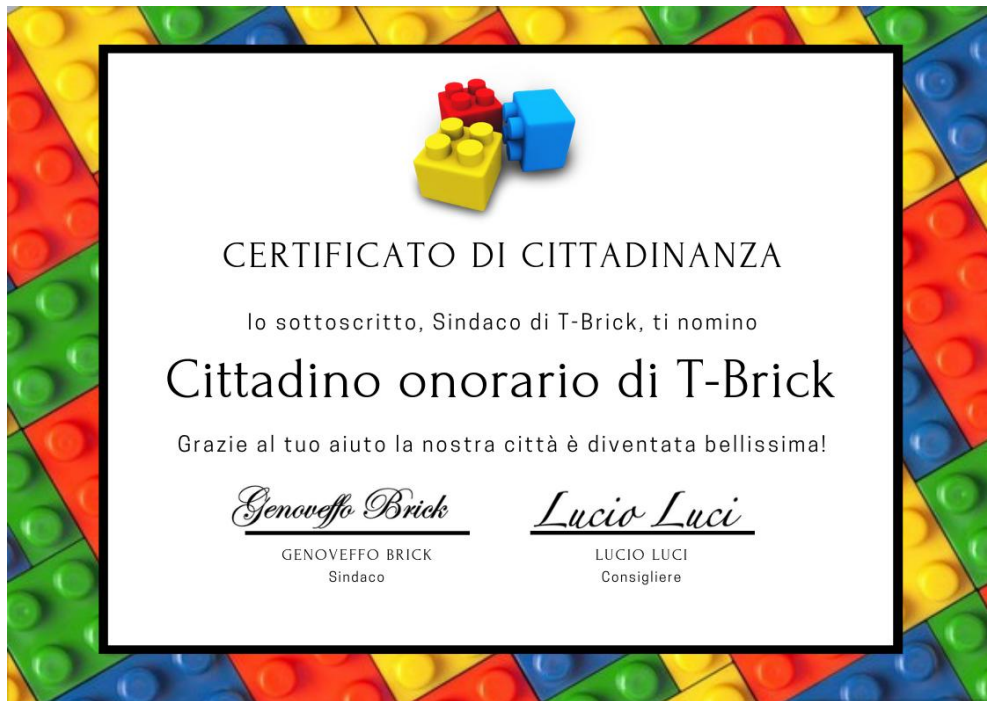 CERTIFICATO DI CITTADINANZA
Io sottoscritto, Sindaco di T-Brick, ti nomino
Cittadino onorario di T-Brick
Grazie al tuo aiuto la nostra città è diventata bellissima!
Genoveffo Brick
Lucio Luci
GENOVEFFO BRICK
LUCIO LUCI
Sindaco
Consigliere